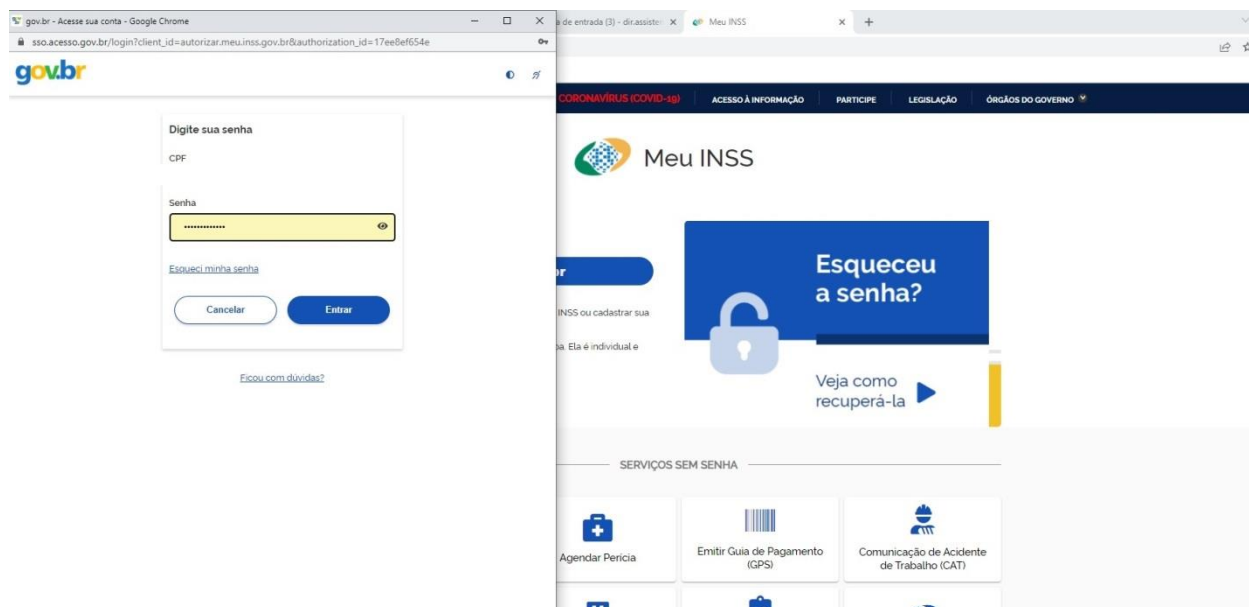 gov.br - Acesse sua conta - Google Chrome
sso.acesso.gov.br/login?client_id=autorizar.meu.inss.gov.br&authorization_id=17ee8ef654e
gov.br
Digite sua senha
CPF
Senha
•••••••••••••
Esqueci minha senha
Cancelar
Entrar
Ficou com dúvidas?
a de entrada (3) - dir.assiste
Meu INSS
CORONAVÍRUS (COVID-19)
ACESSO À INFORMAÇÃO
PARTICIPE
LEGISLAÇÃO
ÓRGÃOS DO GOVERNO
Meu INSS
or
INSS ou cadastrar sua
oa. Ela é individual e
Esqueceu
a senha?
Veja como
recuperá-la
SERVIÇOS SEM SENHA
Agendar Perícia
Emitir Guia de Pagamento
(GPS)
Comunicação de Acidente
de Trabalho (CAT)